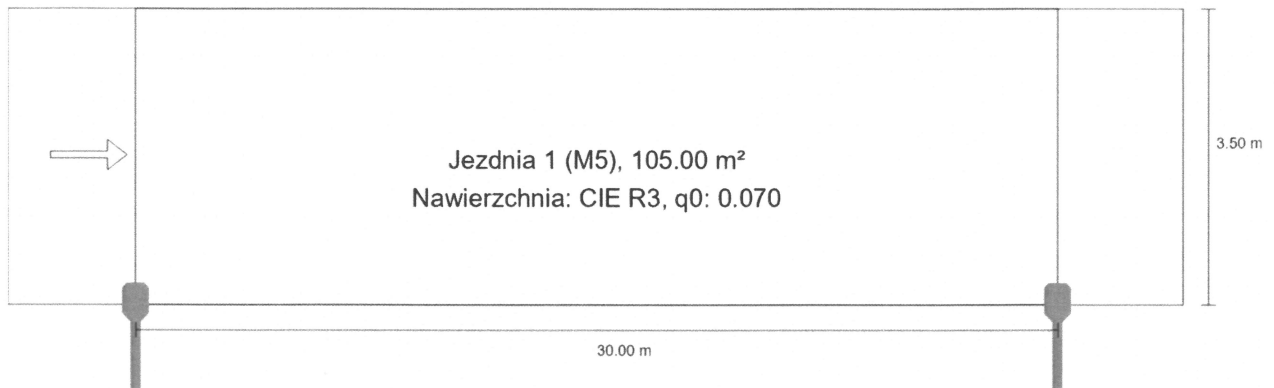 Jezdnia 1 (M5), 105.00 m²
Nawierzchnia: CIE R3, q0: 0.070
3.50 m
30.00 m